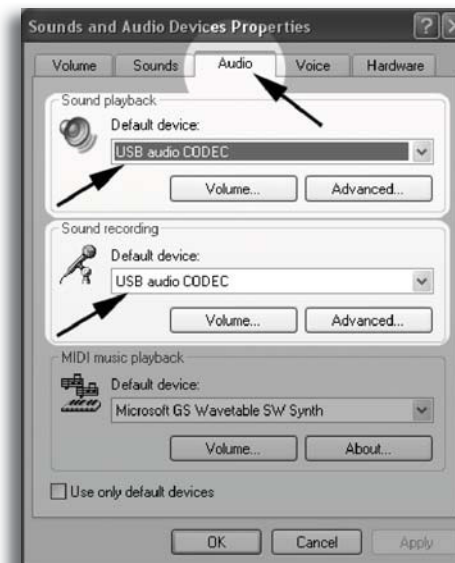 Sounds and Audio Devices Properties
Volume Sounds Audio Voice Hardware
Sound playback
Default device:
USB audio CODEC
Volume... Advanced...
Sound recording
Default device:
USB audio CODEC
Volume... Advanced...
MIDI music playback
Default device:
Microsoft GS Wavetable SW Synth
Volume... About...
Use only default devices
OK Cancel Apply